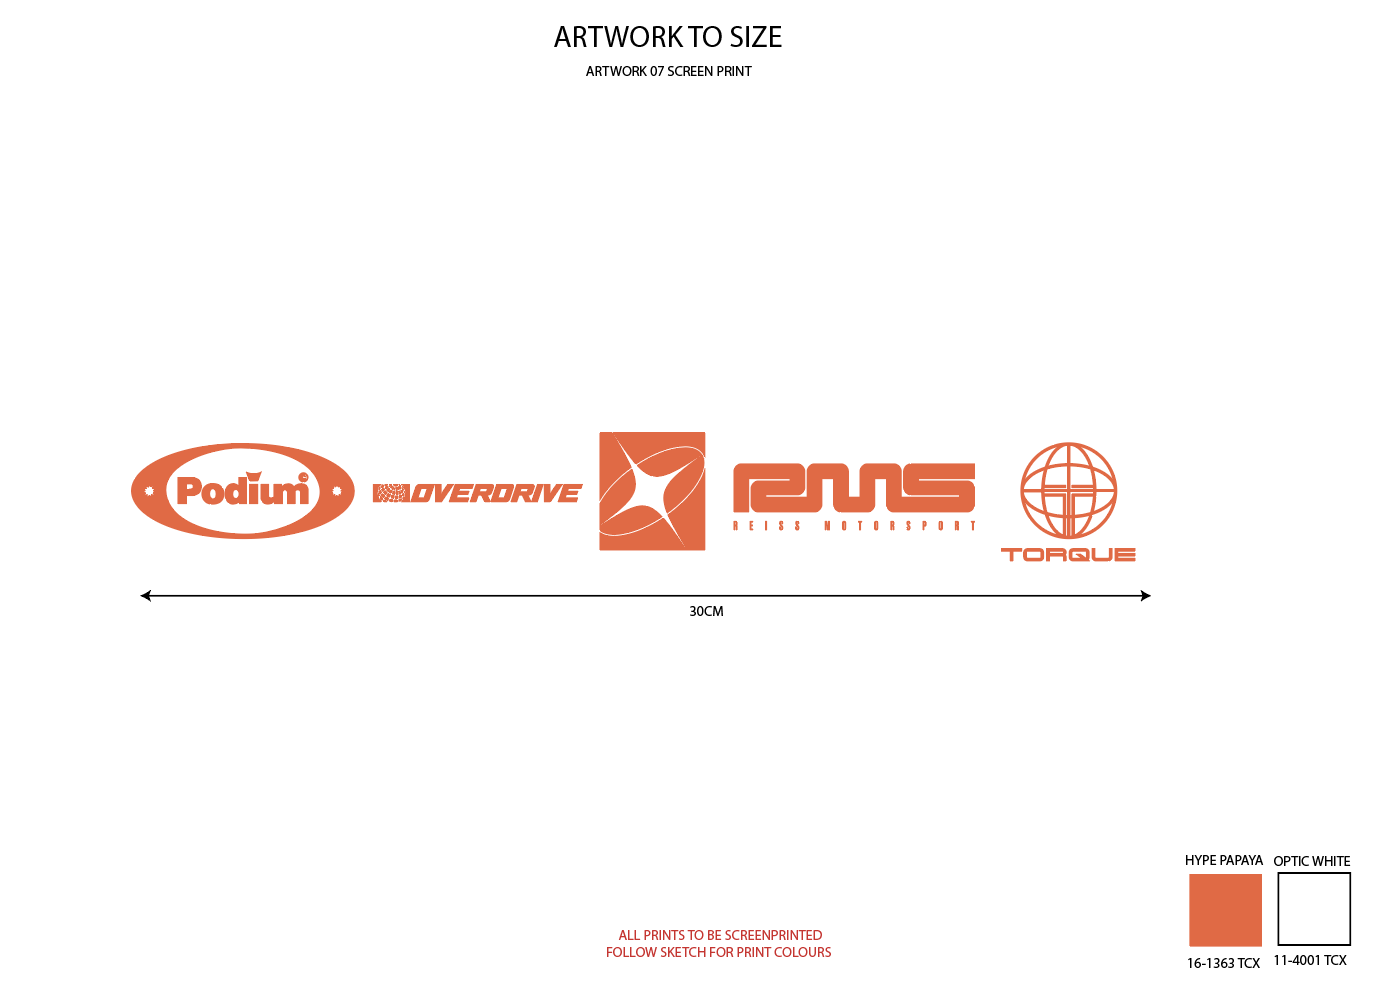 ARTWORK TO SIZE
ARTWORK 07 SCREEN PRINT
Podium
OVERDRIVE
RMS
REISS MOTORSPORT
TORQUE
30CM
HYPE PAPAYA
OPTIC WHITE
16-1363 TCX
11-4001 TCX
ALL PRINTS TO BE SCREENPRINTED
FOLLOW SKETCH FOR PRINT COLOURS